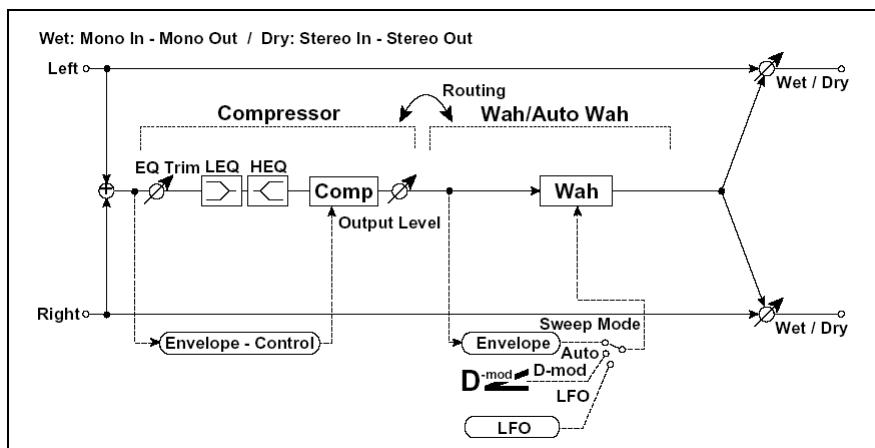 Wet: Mono In - Mono Out / Dry: Stereo In - Stereo Out
Left
Wet / Dry
Routing
Compressor
Wah/Auto Wah
EQ Trim
LEQ
HEQ
Comp
Wah
Output Level
Right
Wet / Dry
Sweep Mode
Envelope - Control
Envelope
Auto
D-mod
D-mod
LFO
LFO